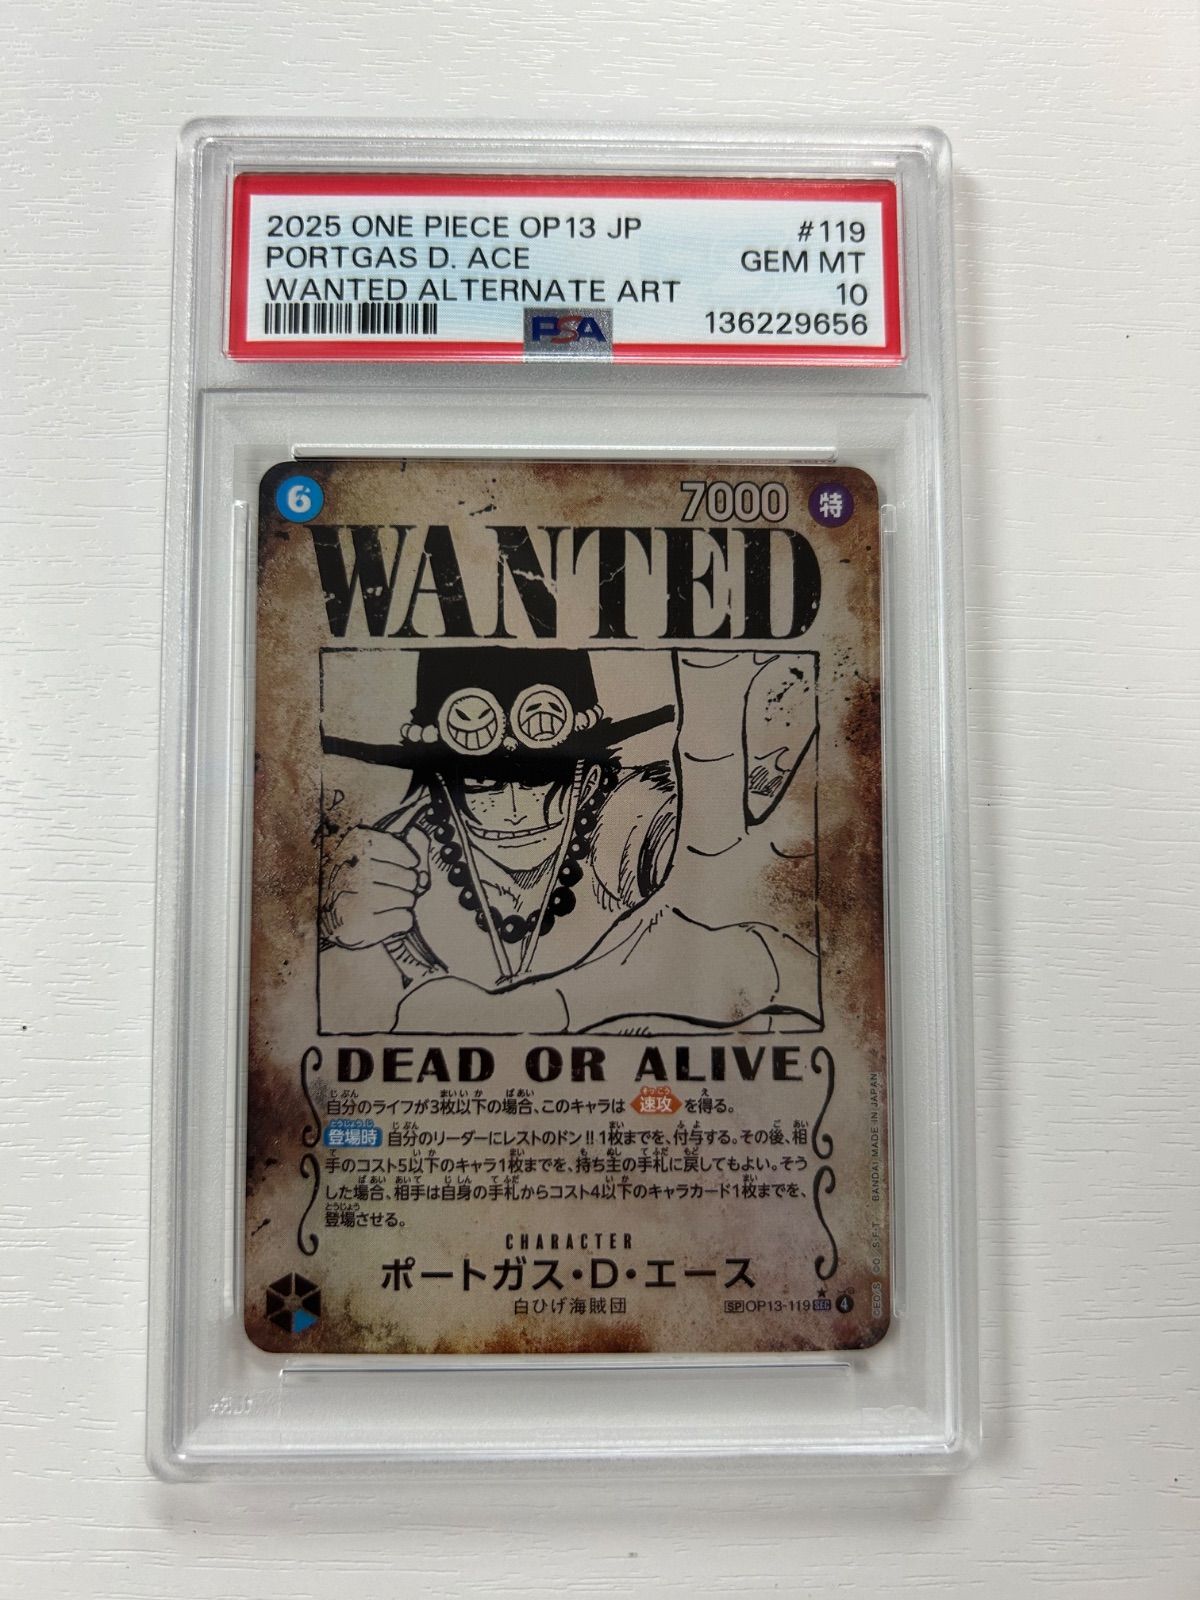 2025 ONE PIECE OP13 JP #119
PORTGAS D. ACE GEM MT
WANTED ALTERNATE ART 10
PSA 136229656
6 7000 特
WANTED
DEAD OR ALIVE
自分のライフが3枚以下の場合、このキャラは 速攻 を得る。
登場時 自分のリーダーにレストのドン!!1枚までを、付与する。その後、相
手のコスト5以下のキャラ1枚までを、持ち主の手札に戻してもよい。そう
した場合、相手は自身の手札からコスト4以下のキャラカード1枚までを、
登場させる。
CHARACTER
ポートガス・D・エース
白ひげ海賊団
SP OP13-119 SEC 4
BANDAI MADE IN JAPAN